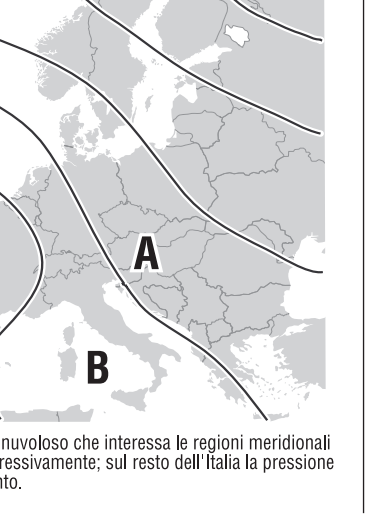 A
B
nuvoloso che interessa le regioni meridionali
ressivamente; sul resto dell'Italia la pressione
nto.